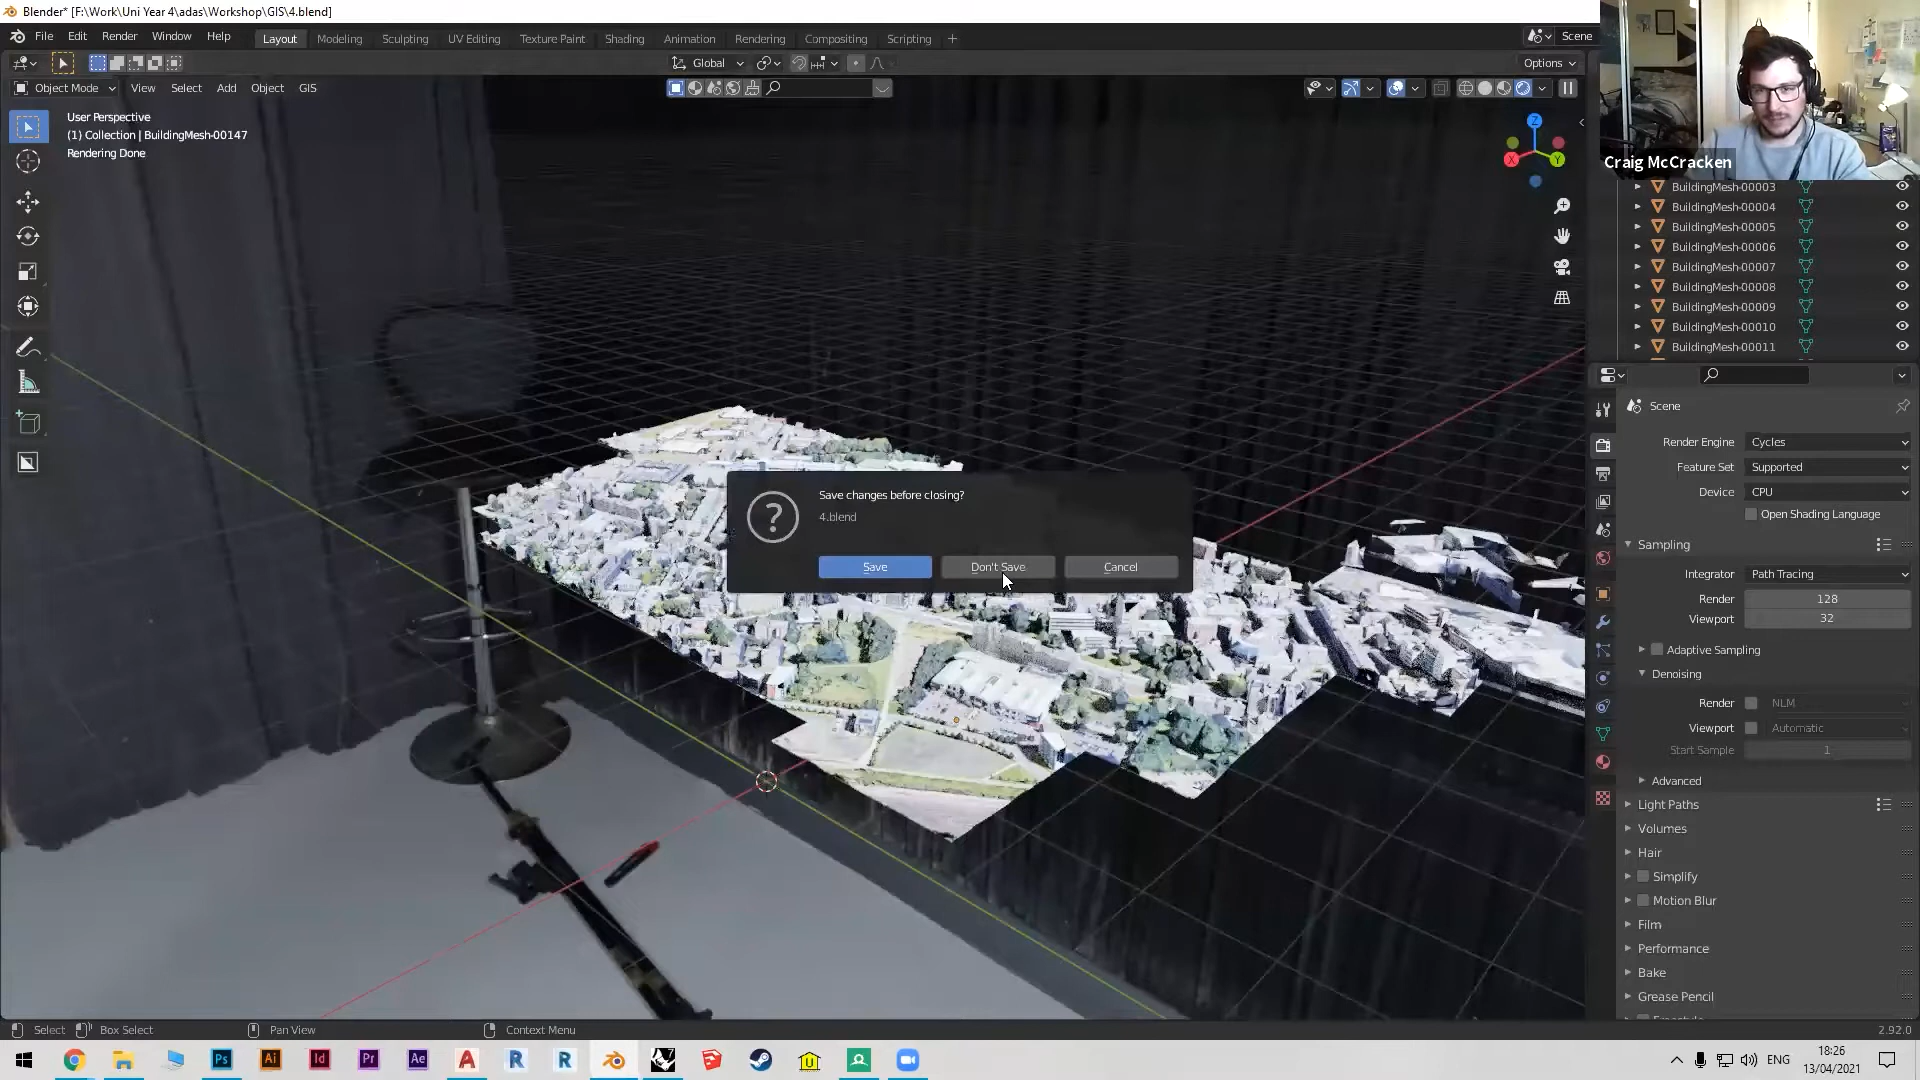 Blender* [F:\Work\Uni Year 4\adas\Workshop\GIS\4.blend]
File Edit Render Window Help
Layout Modeling Sculpting UV Editing Texture Paint Shading Animation Rendering Compositing Scripting +
Scene
Global
Options
Object Mode View Select Add Object GIS
User Perspective
(1) Collection | BuildingMesh-00147
Rendering Done
Z
X
Y
Craig McCracken
BuildingMesh-00003
BuildingMesh-00004
BuildingMesh-00005
BuildingMesh-00006
BuildingMesh-00007
BuildingMesh-00008
BuildingMesh-00009
BuildingMesh-00010
BuildingMesh-00011
Scene
Render Engine Cycles
Feature Set Supported
Device CPU
Open Shading Language
Sampling
Integrator Path Tracing
Render 128
Viewport 32
Adaptive Sampling
Denoising
Render NLM
Viewport Automatic
Start Sample 1
Advanced
Light Paths
Volumes
Hair
Simplify
Motion Blur
Film
Performance
Bake
Grease Pencil
Save changes before closing?
4.blend
Save Don't Save Cancel
Select Box Select Pan View Context Menu
2.92.0
Ps Ai Id Pr Ae A R R
ENG
18:26
13/04/2021